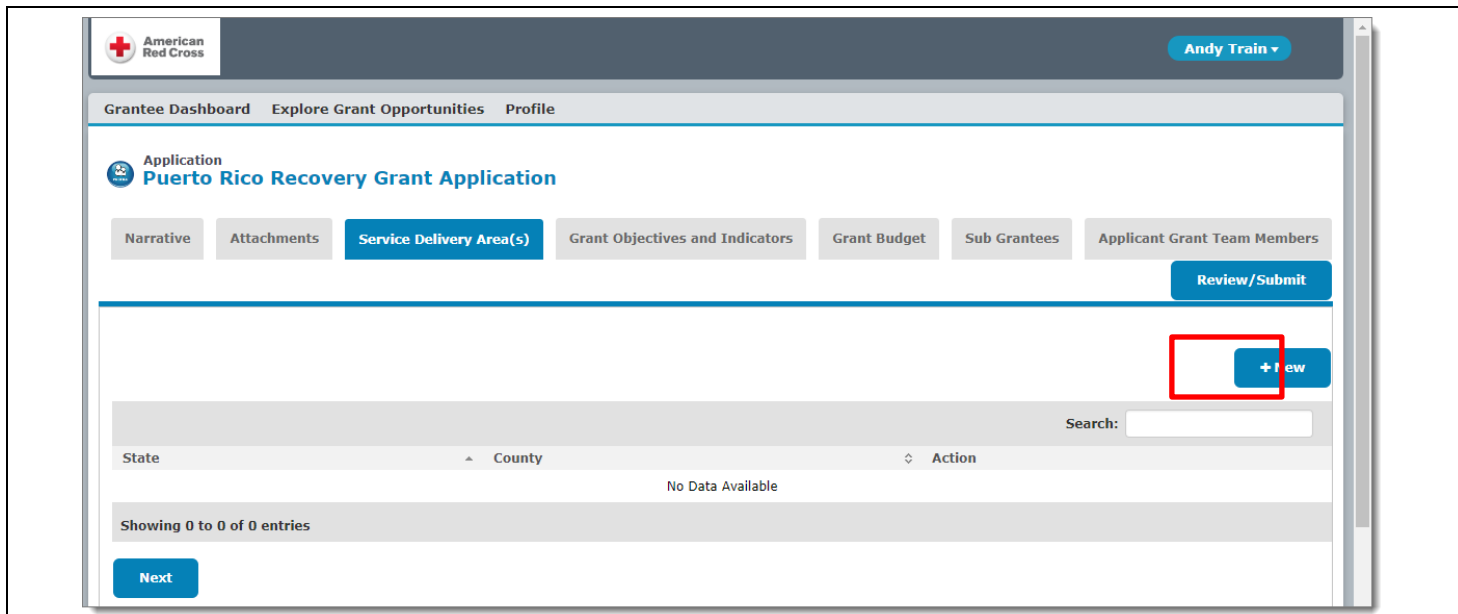 American
Red Cross
Andy Train
Grantee Dashboard Explore Grant Opportunities Profile
Application
Puerto Rico Recovery Grant Application
Narrative Attachments Service Delivery Area(s) Grant Objectives and Indicators Grant Budget Sub Grantees Applicant Grant Team Members
Review/Submit
+ New
Search:
State County Action
No Data Available
Showing 0 to 0 of 0 entries
Next